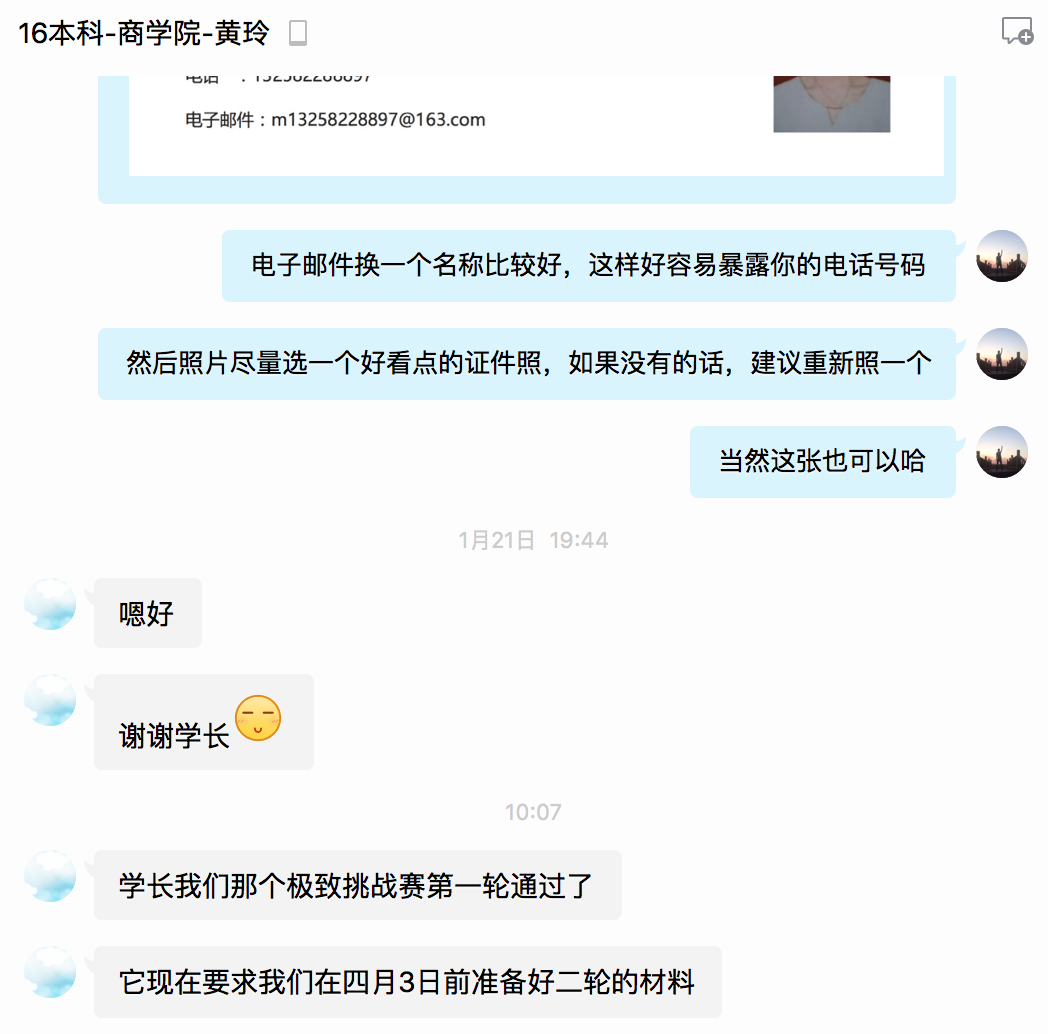 16本科-商学院-黄玲
电话 ：13258228897
电子邮件：m13258228897@163.com
电子邮件换一个名称比较好，这样好容易暴露你的电话号码
然后照片尽量选一个好看点的证件照，如果没有的话，建议重新照一个
当然这张也可以哈
1月21日 19:44
嗯好
谢谢学长
10:07
学长我们那个极致挑战赛第一轮通过了
它现在要求我们在四月3日前准备好二轮的材料